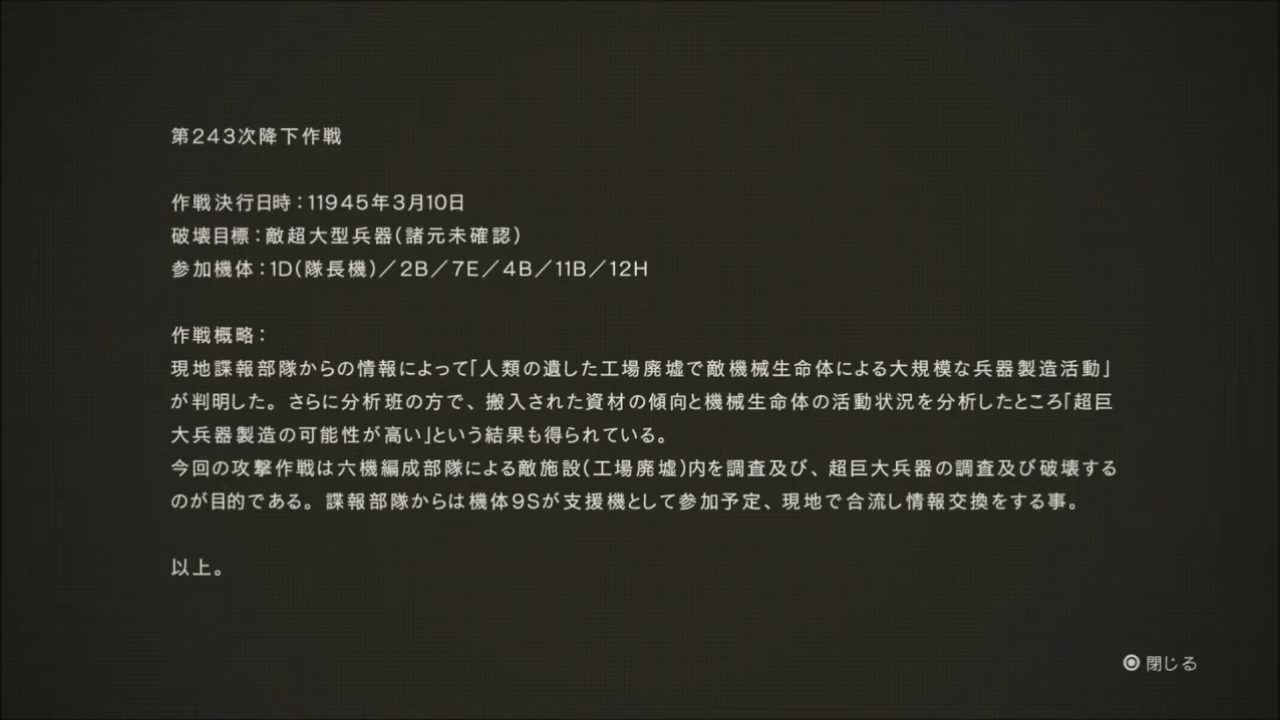 第243次降下作戦
作戦決行日時：11945年3月10日
破壊目標：敵超大型兵器(諸元未確認)
参加機体：1D(隊長機)／2B／7E／4B／11B／12H
作戦概略：
現地諜報部隊からの情報によって｢人類の遺した工場廃墟で敵機械生命体による大規模な兵器製造活動｣
が判明した。さらに分析班の方で、搬入された資材の傾向と機械生命体の活動状況を分析したところ｢超巨
大兵器製造の可能性が高い｣という結果も得られている。
今回の攻撃作戦は六機編成部隊による敵施設(工場廃墟)内を調査及び、超巨大兵器の調査及び破壊する
のが目的である。諜報部隊からは機体9Sが支援機として参加予定、現地で合流し情報交換をする事。
以上。
閉じる